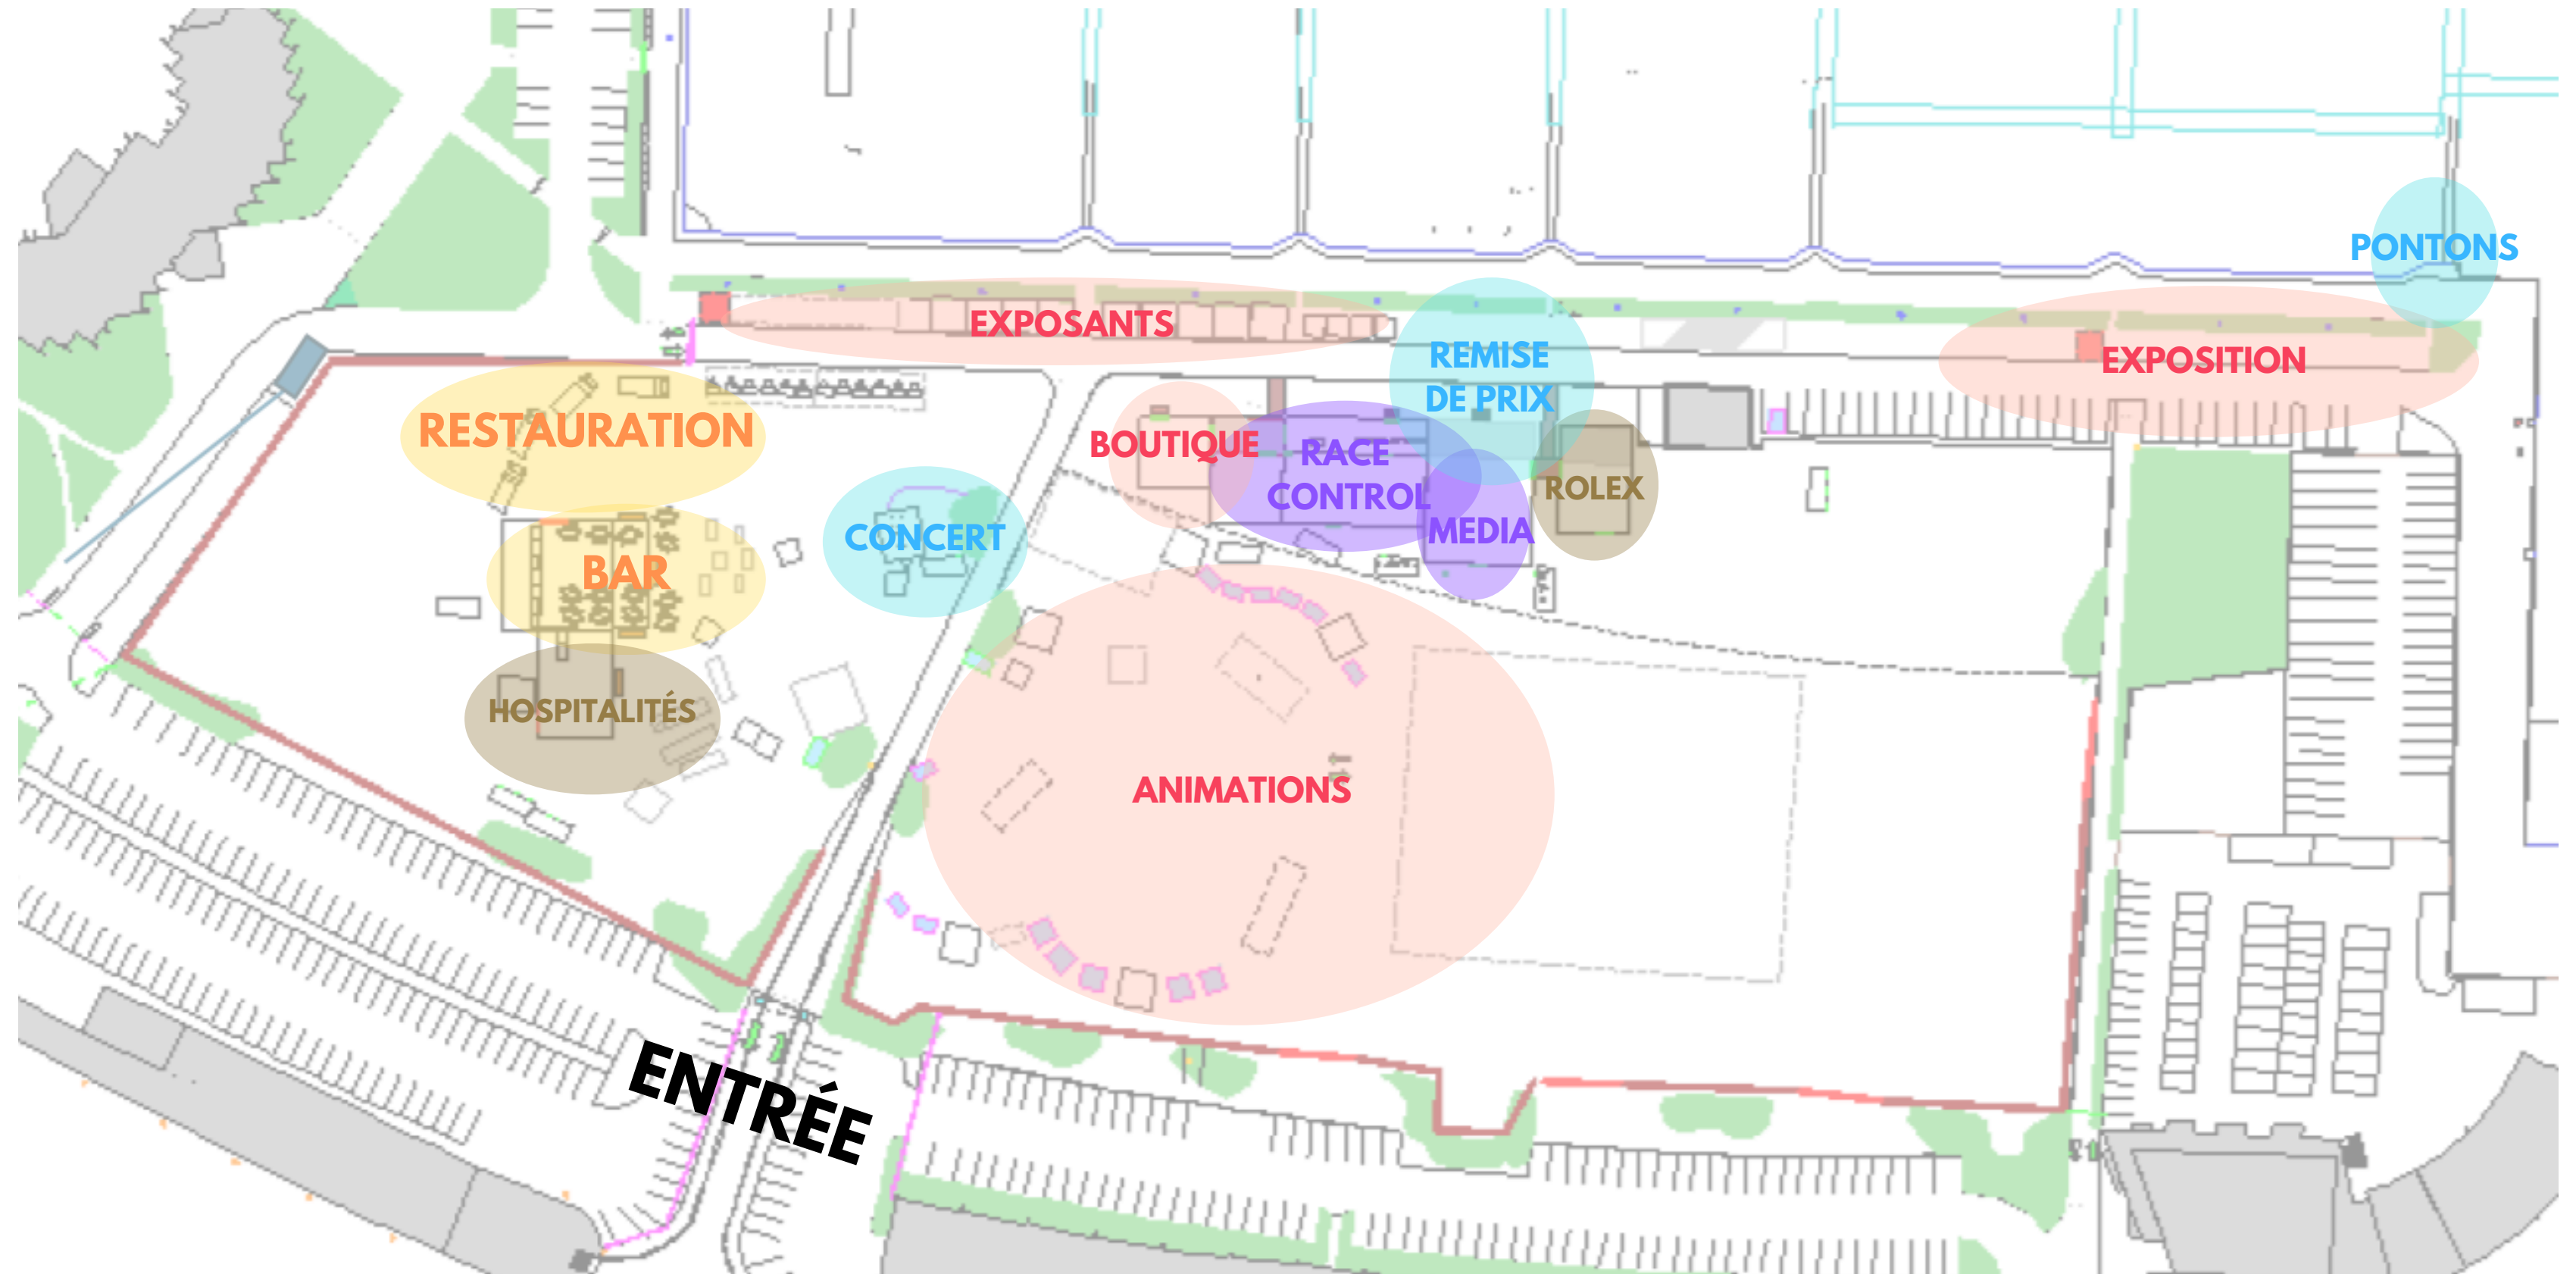 PONTONS
EXPOSANTS
REMISE
DE PRIX
EXPOSITION
RESTAURATION
BOUTIQUE
RACE
CONTROL
ROLEX
MEDIA
CONCERT
BAR
HOSPITALITÉS
ANIMATIONS
ENTRÉE